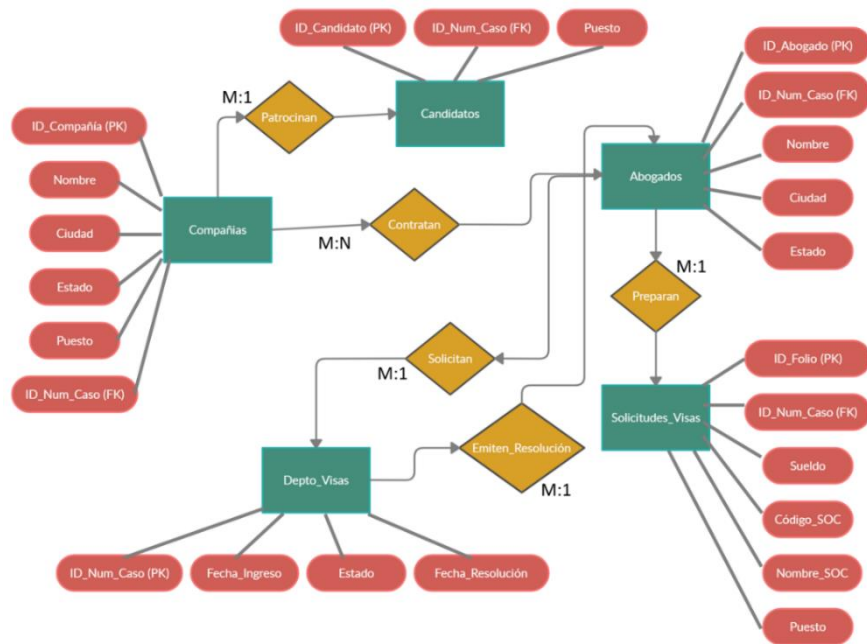 ID_Candidato (PK)
ID_Num_Caso (FK)
Puesto
M:1
Patrocinan
Candidatos
ID_Abogado (PK)
ID_Num_Caso (FK)
Nombre
Ciudad
Estado
Abogados
ID_Compañía (PK)
Nombre
Ciudad
Estado
Puesto
ID_Num_Caso (FK)
Compañías
M:N
Contratan
M:1
Preparan
Solicitan
M:1
ID_Folio (PK)
ID_Num_Caso (FK)
Sueldo
Código_SOC
Nombre_SOC
Puesto
Solicitudes_Visas
Emiten_Resolución
M:1
Depto_Visas
ID_Num_Caso (PK)
Fecha_Ingreso
Estado
Fecha_Resolución